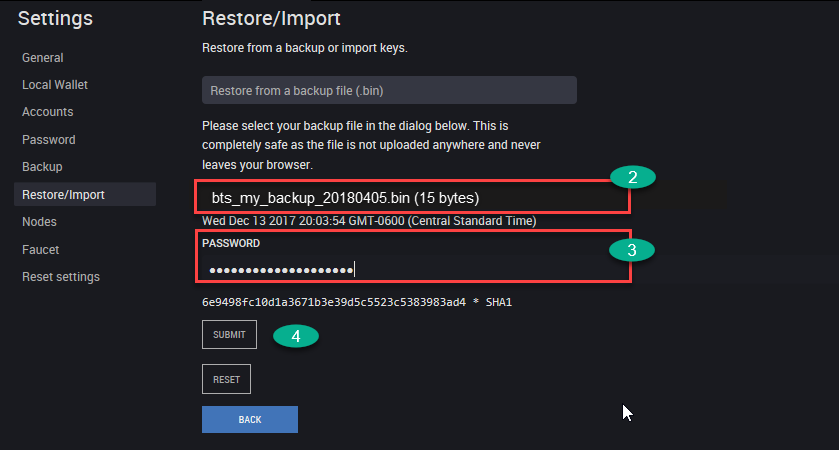 Settings
General
Local Wallet
Accounts
Password
Backup
Restore/Import
Nodes
Faucet
Reset settings
Restore/Import
Restore from a backup or import keys.
Restore from a backup file (.bin)
Please select your backup file in the dialog below. This is
completely safe as the file is not uploaded anywhere and never
leaves your browser.
2
bts_my_backup_20180405.bin (15 bytes)
Wed Dec 13 2017 20:03:54 GMT-0600 (Central Standard Time)
3
PASSWORD
6e9498fc10d1a3671b3e39d5c5523c5383983ad4 * SHA1
SUBMIT
4
RESET
BACK